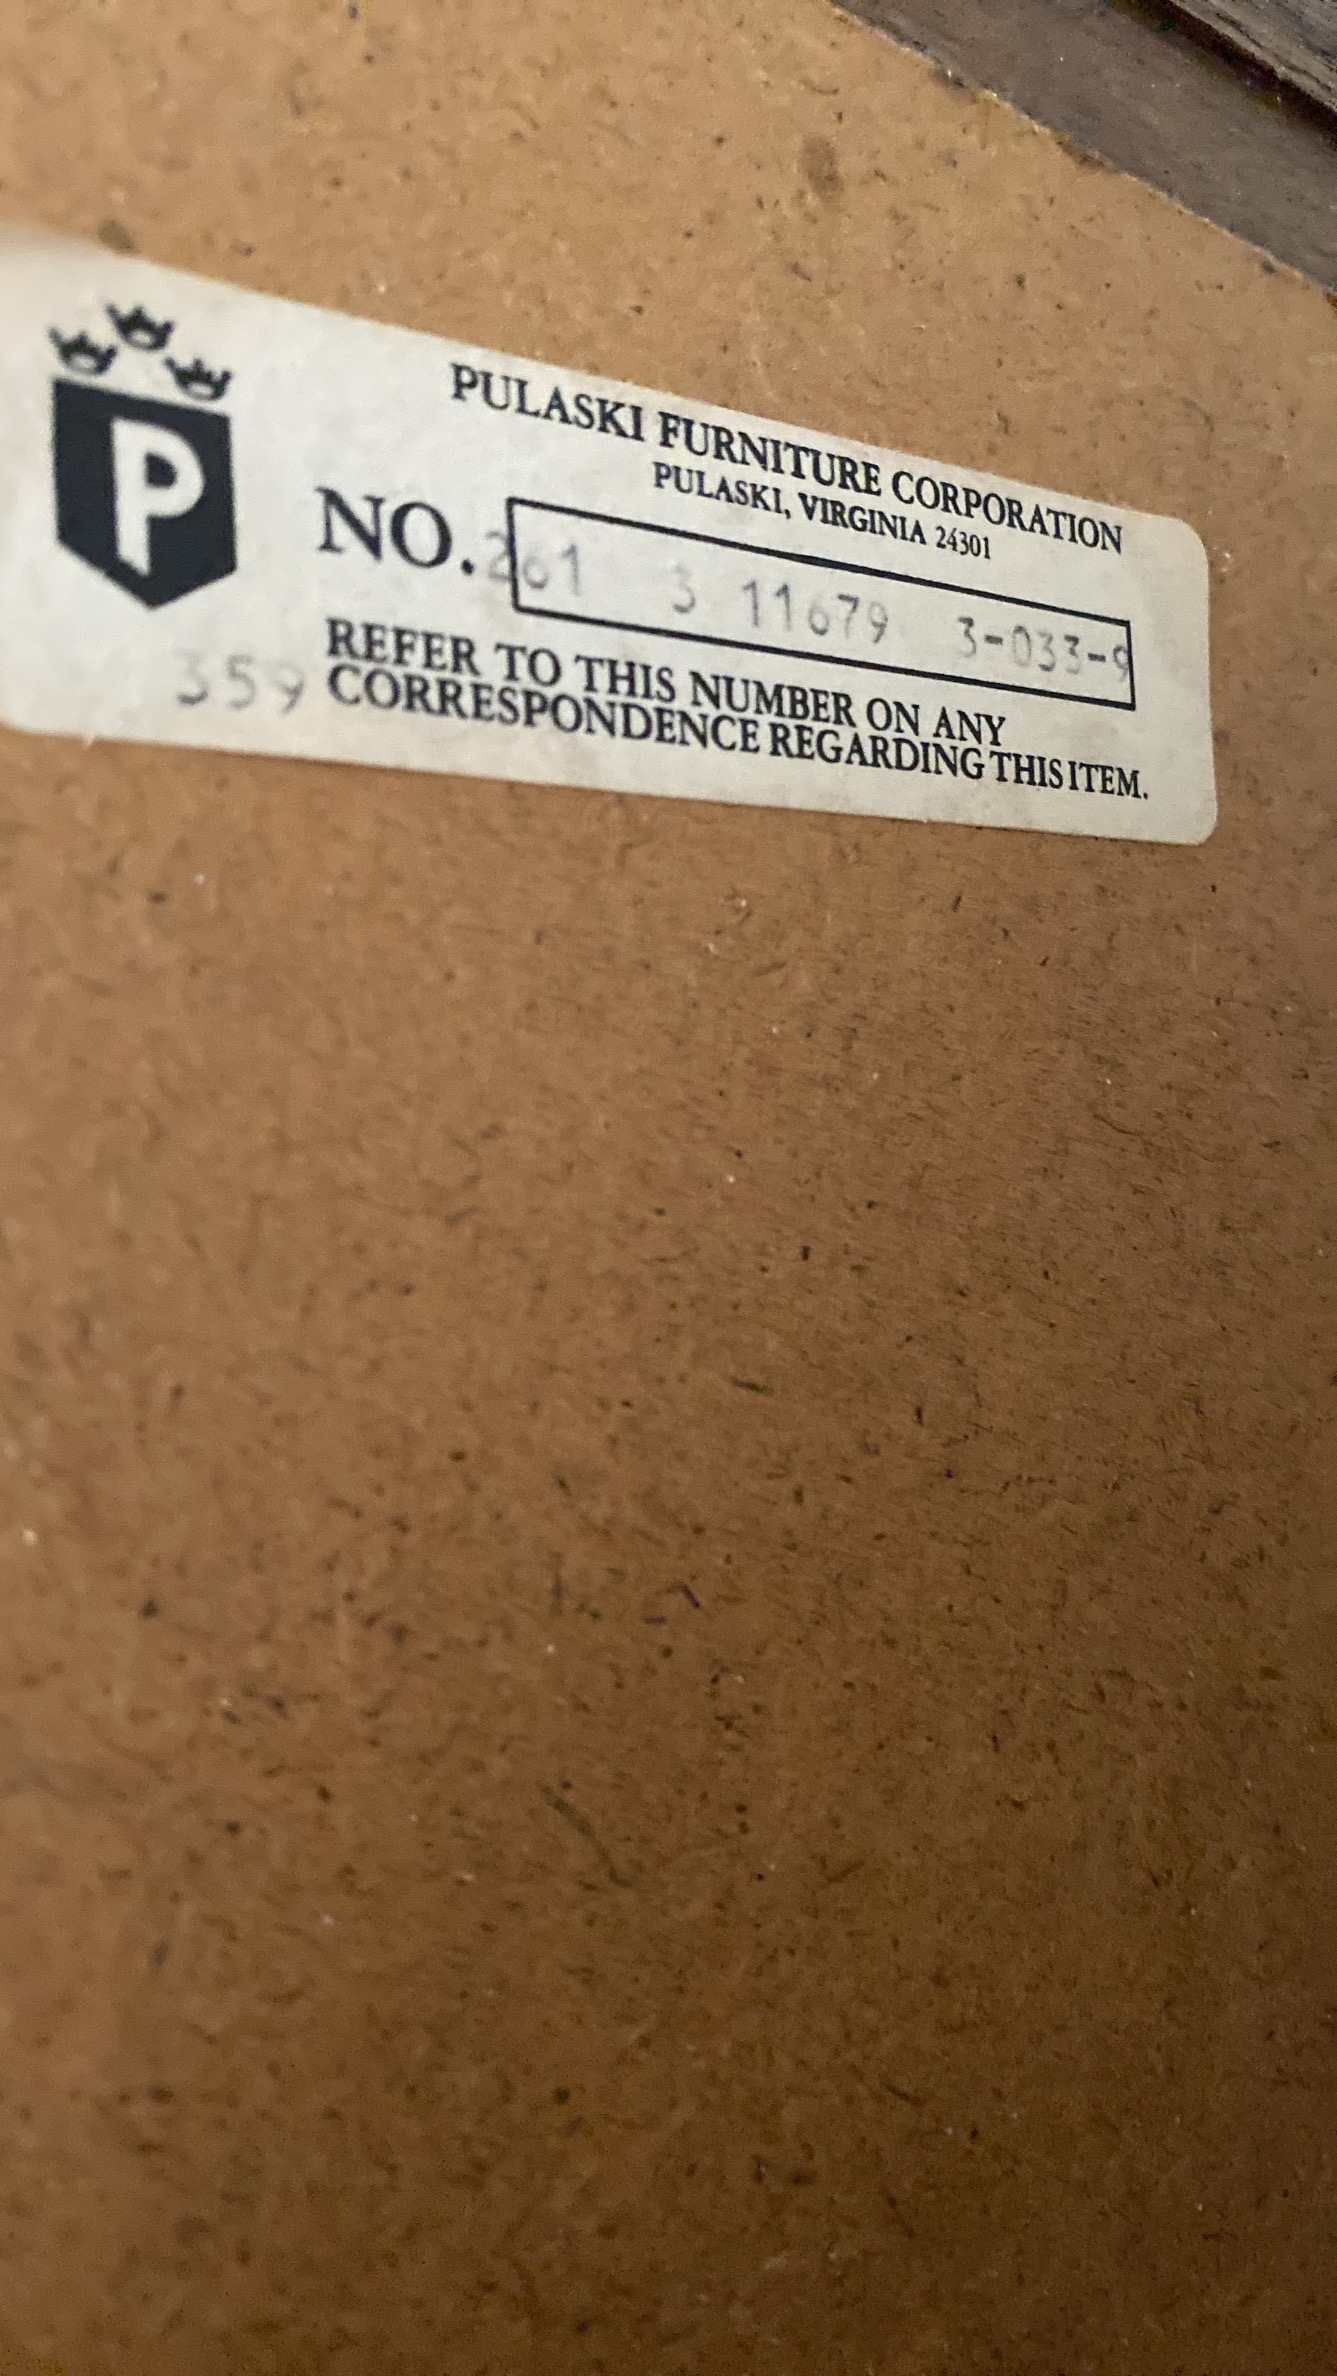 P
PULASKI FURNITURE CORPORATION
PULASKI, VIRGINIA 24301
NO. 261 3 11679 3-033-9
REFER TO THIS NUMBER ON ANY
359 CORRESPONDENCE REGARDING THIS ITEM.